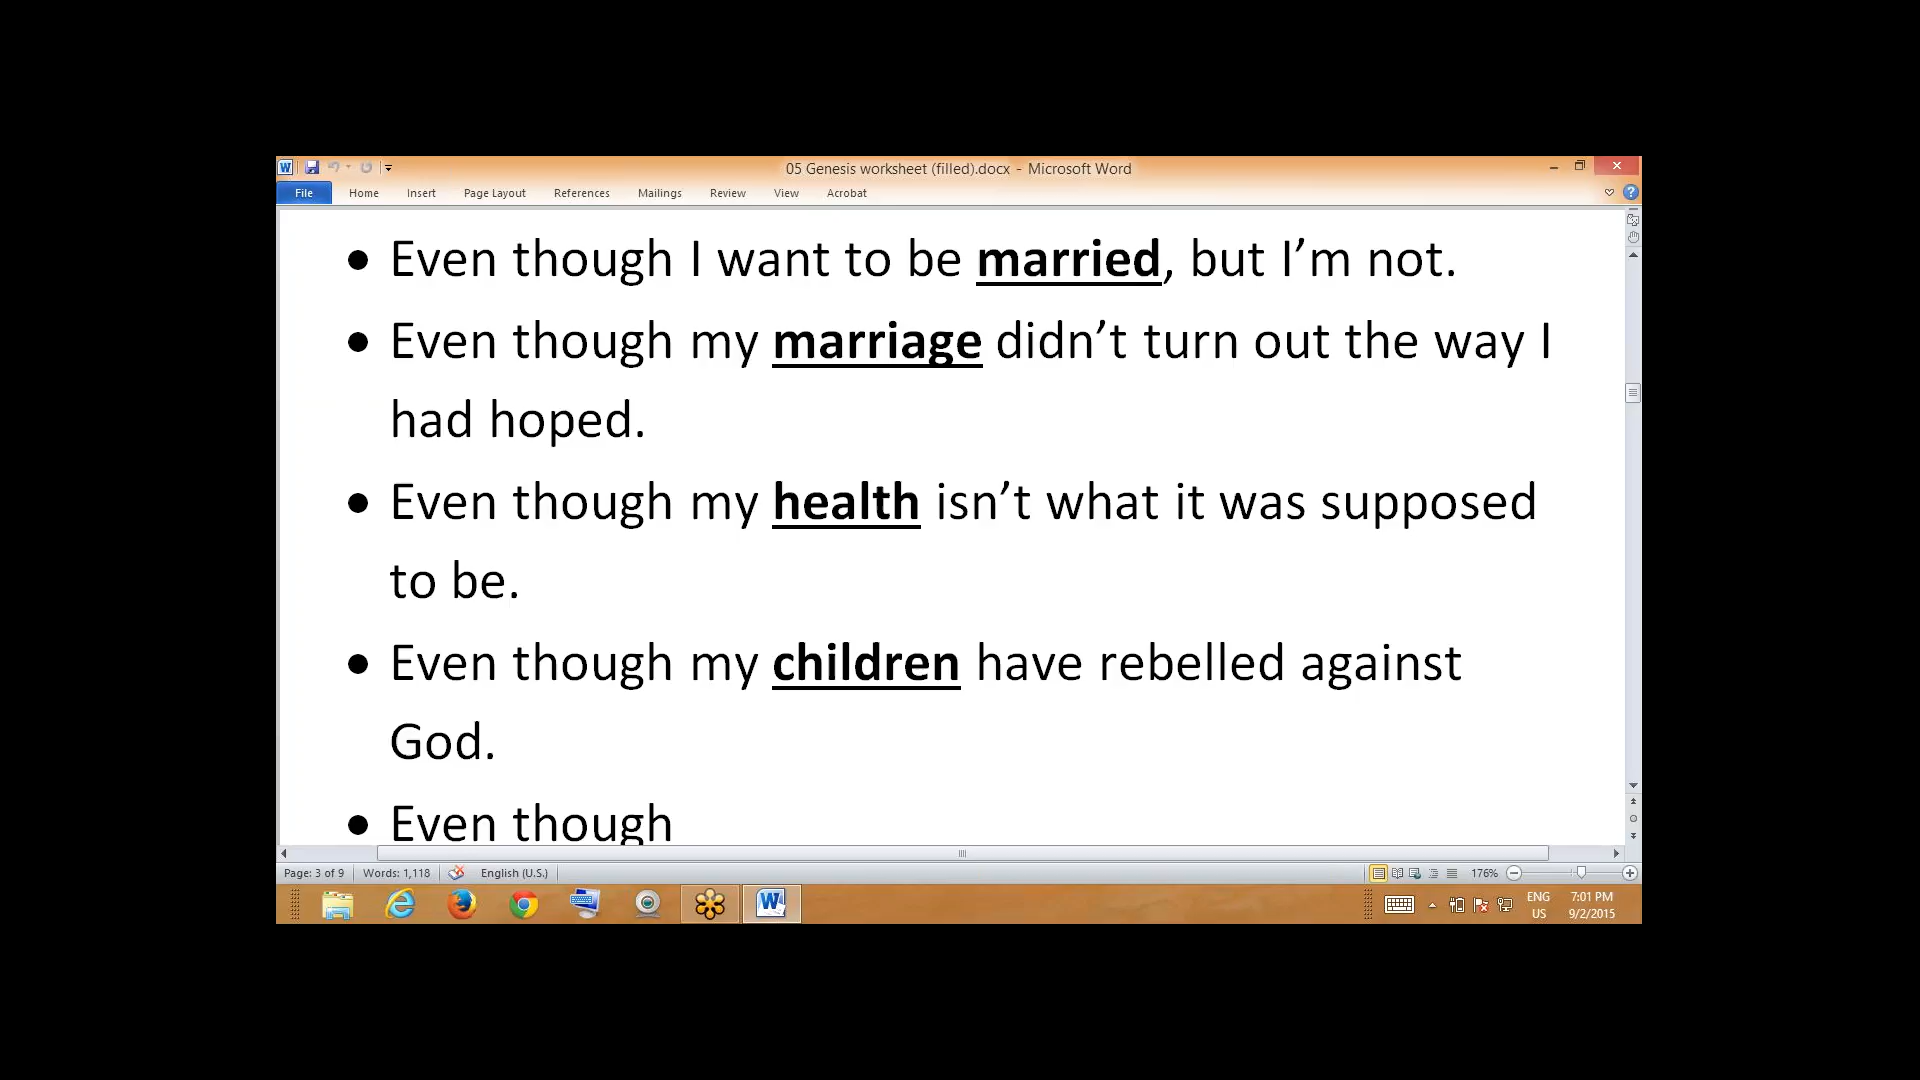 05 Genesis worksheet (filled).docx - Microsoft Word
File Home Insert Page Layout References Mailings Review View Acrobat
• Even though I want to be married, but I’m not.
• Even though my marriage didn’t turn out the way I
had hoped.
• Even though my health isn’t what it was supposed
to be.
• Even though my children have rebelled against
God.
• Even though
Page: 3 of 9 Words: 1,118 English (U.S.) 176%
ENG 7:01 PM
US 9/2/2015